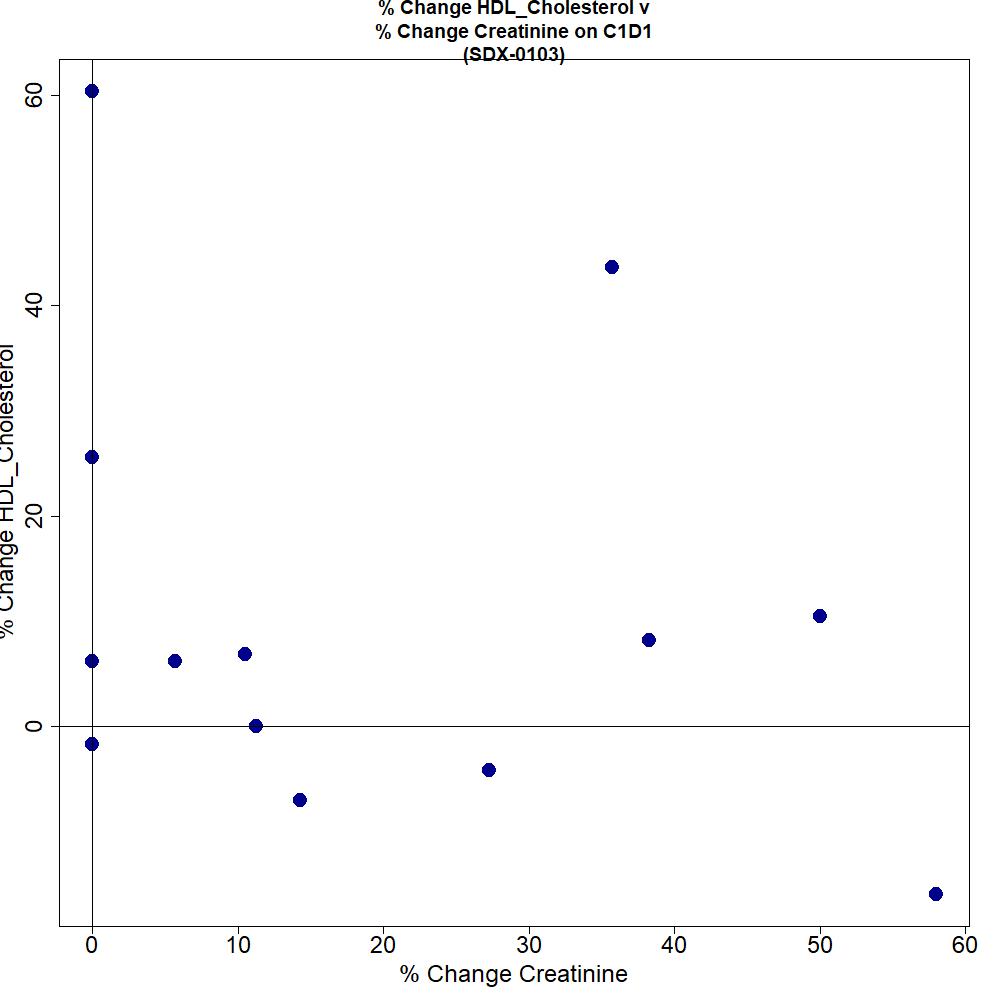 % Change HDL_Cholesterol v
% Change Creatinine on C1D1
(SDX-0103)
% Change HDL_Cholesterol
60
40
20
0
0 10 20 30 40 50 60
% Change Creatinine